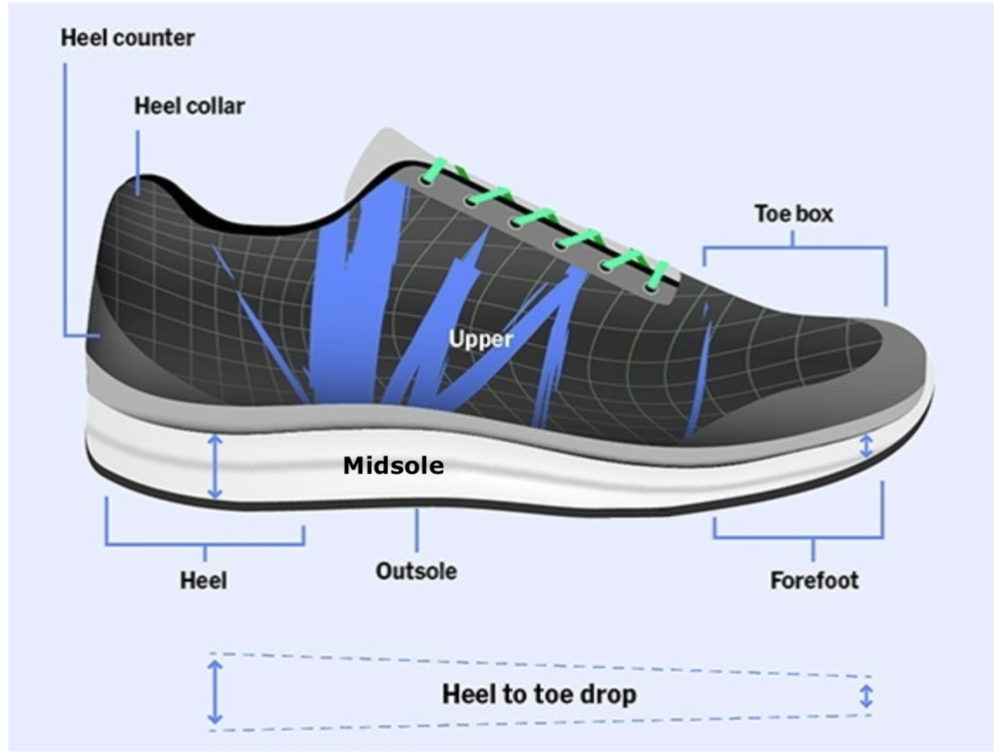 Heel counter
Heel collar
Toe box
Upper
Midsole
Heel
Outsole
Forefoot
Heel to toe drop